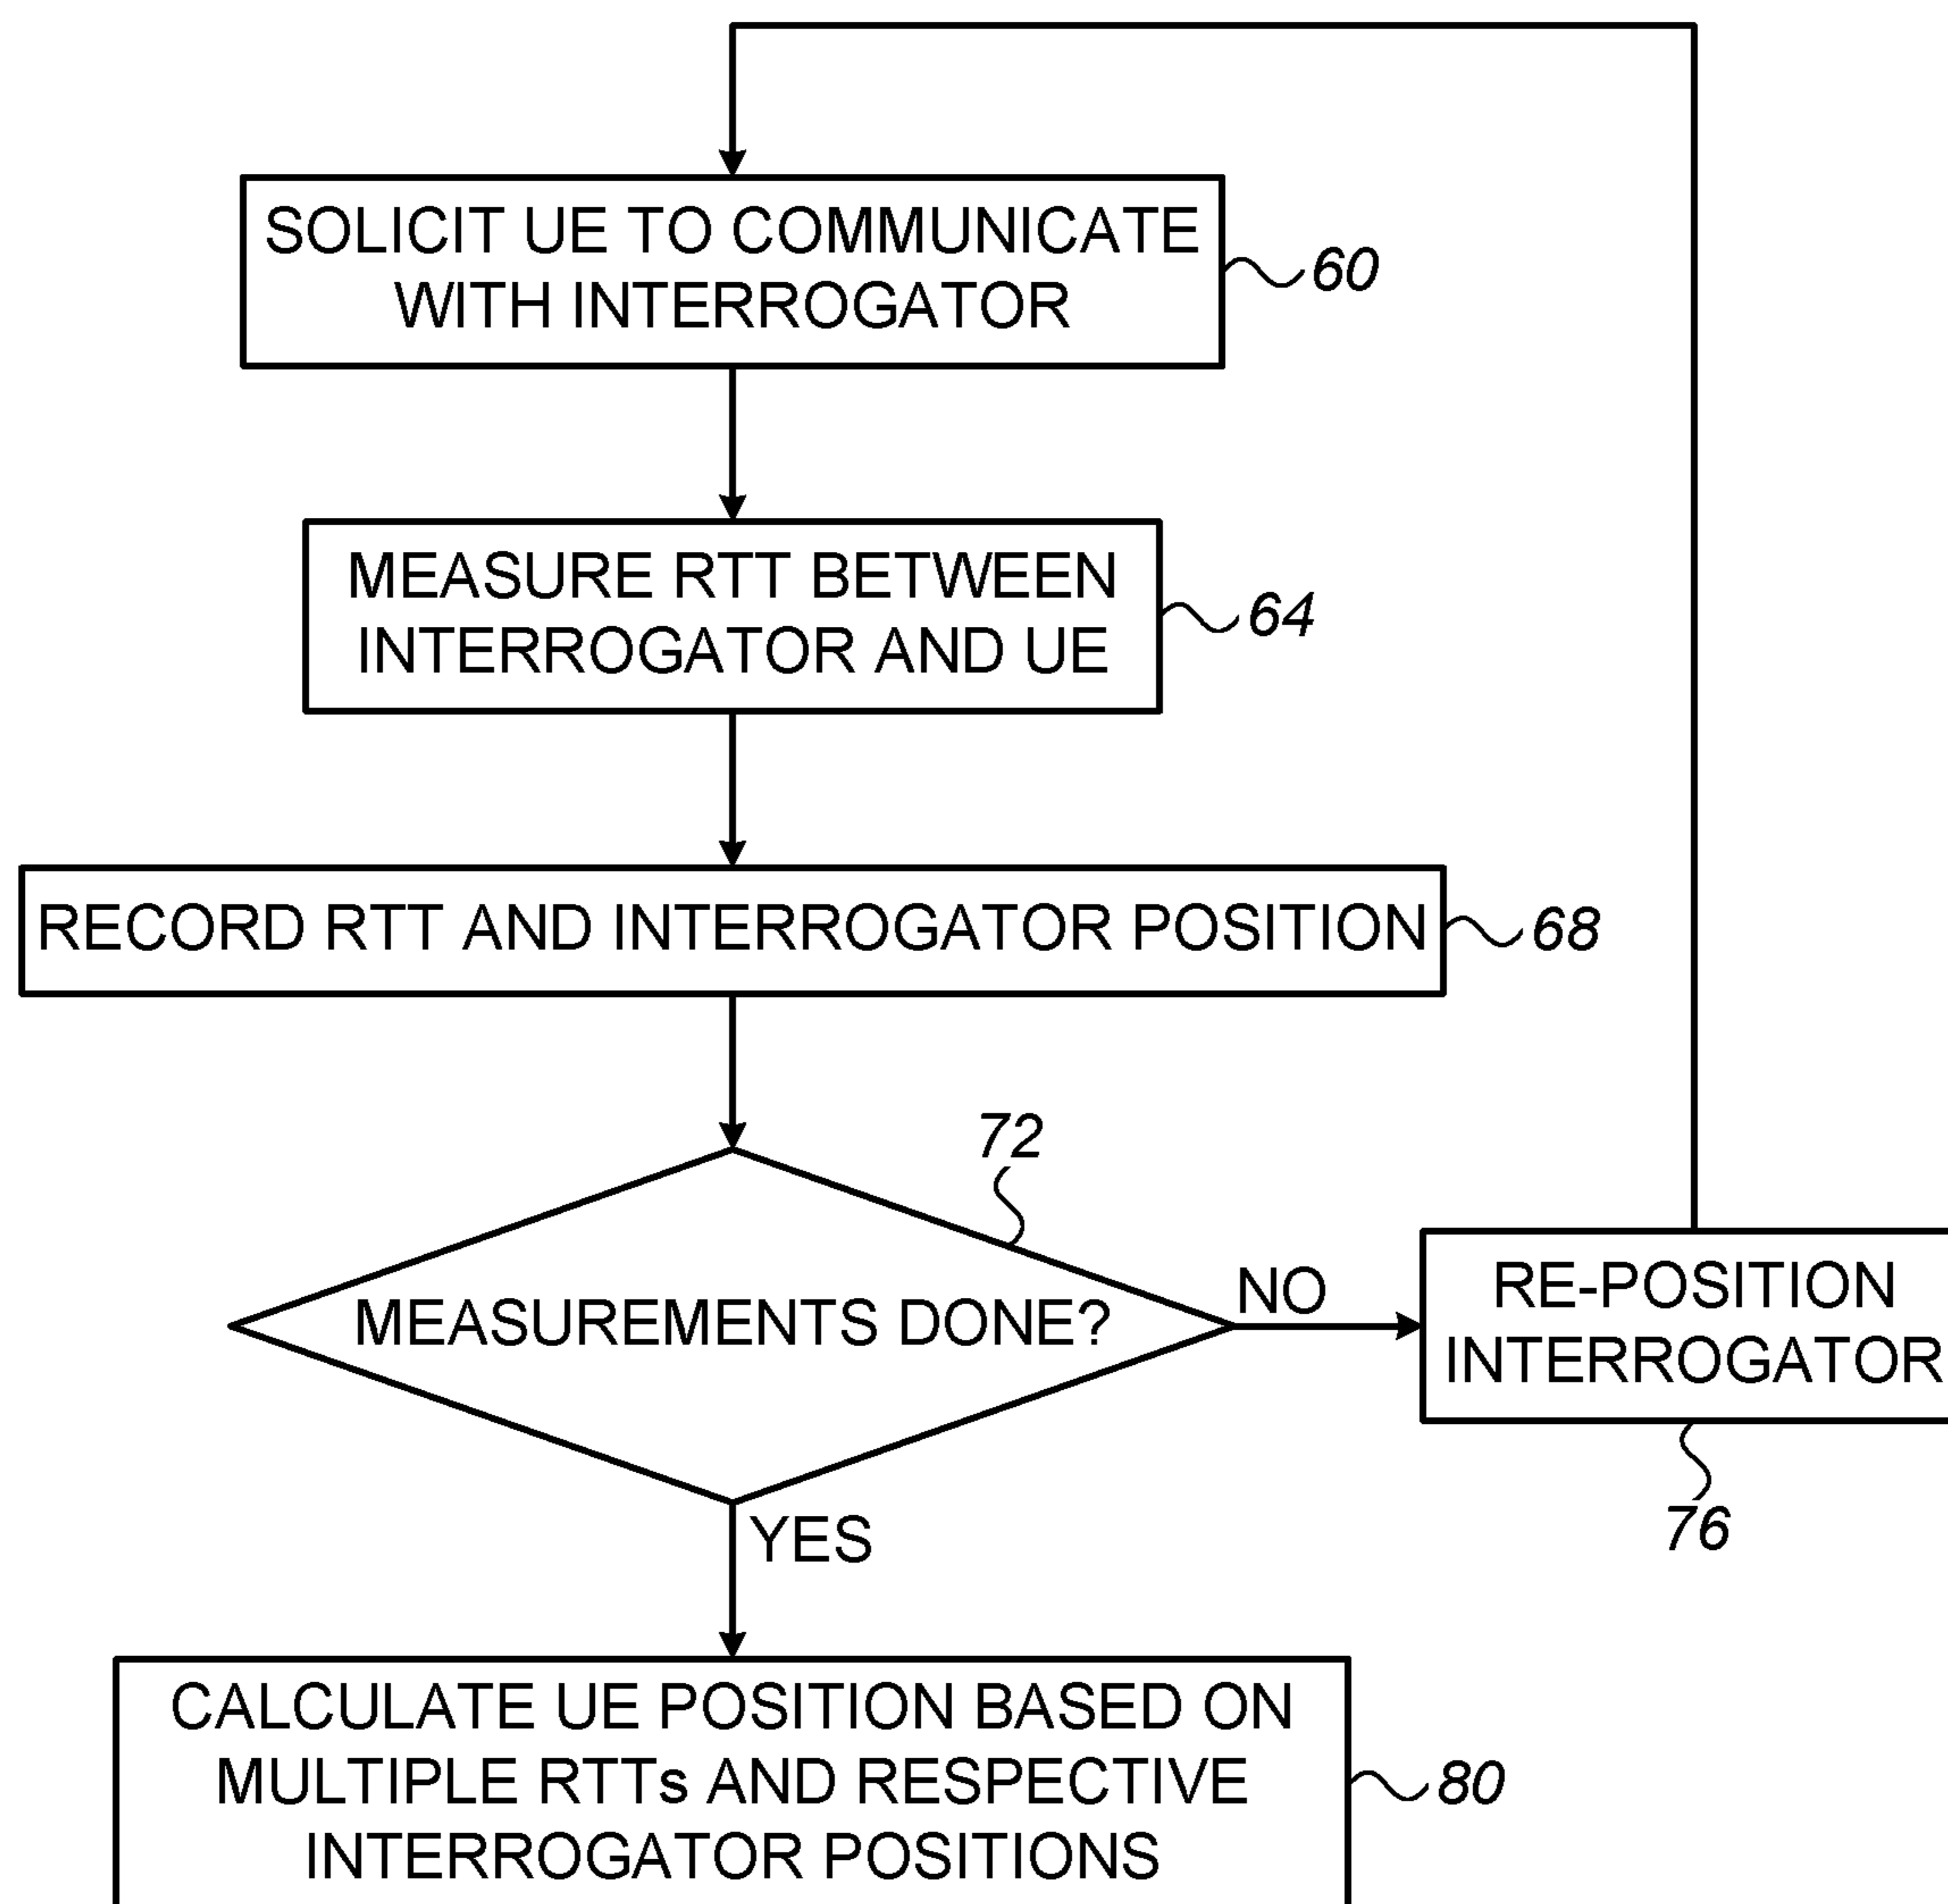 SOLICIT UE TO COMMUNICATE
WITH INTERROGATOR
60
MEASURE RTT BETWEEN
INTERROGATOR AND UE
64
RECORD RTT AND INTERROGATOR POSITION
68
72
MEASUREMENTS DONE?
NO
RE-POSITION
INTERROGATOR
76
YES
CALCULATE UE POSITION BASED ON
MULTIPLE RTTs AND RESPECTIVE
INTERROGATOR POSITIONS
80